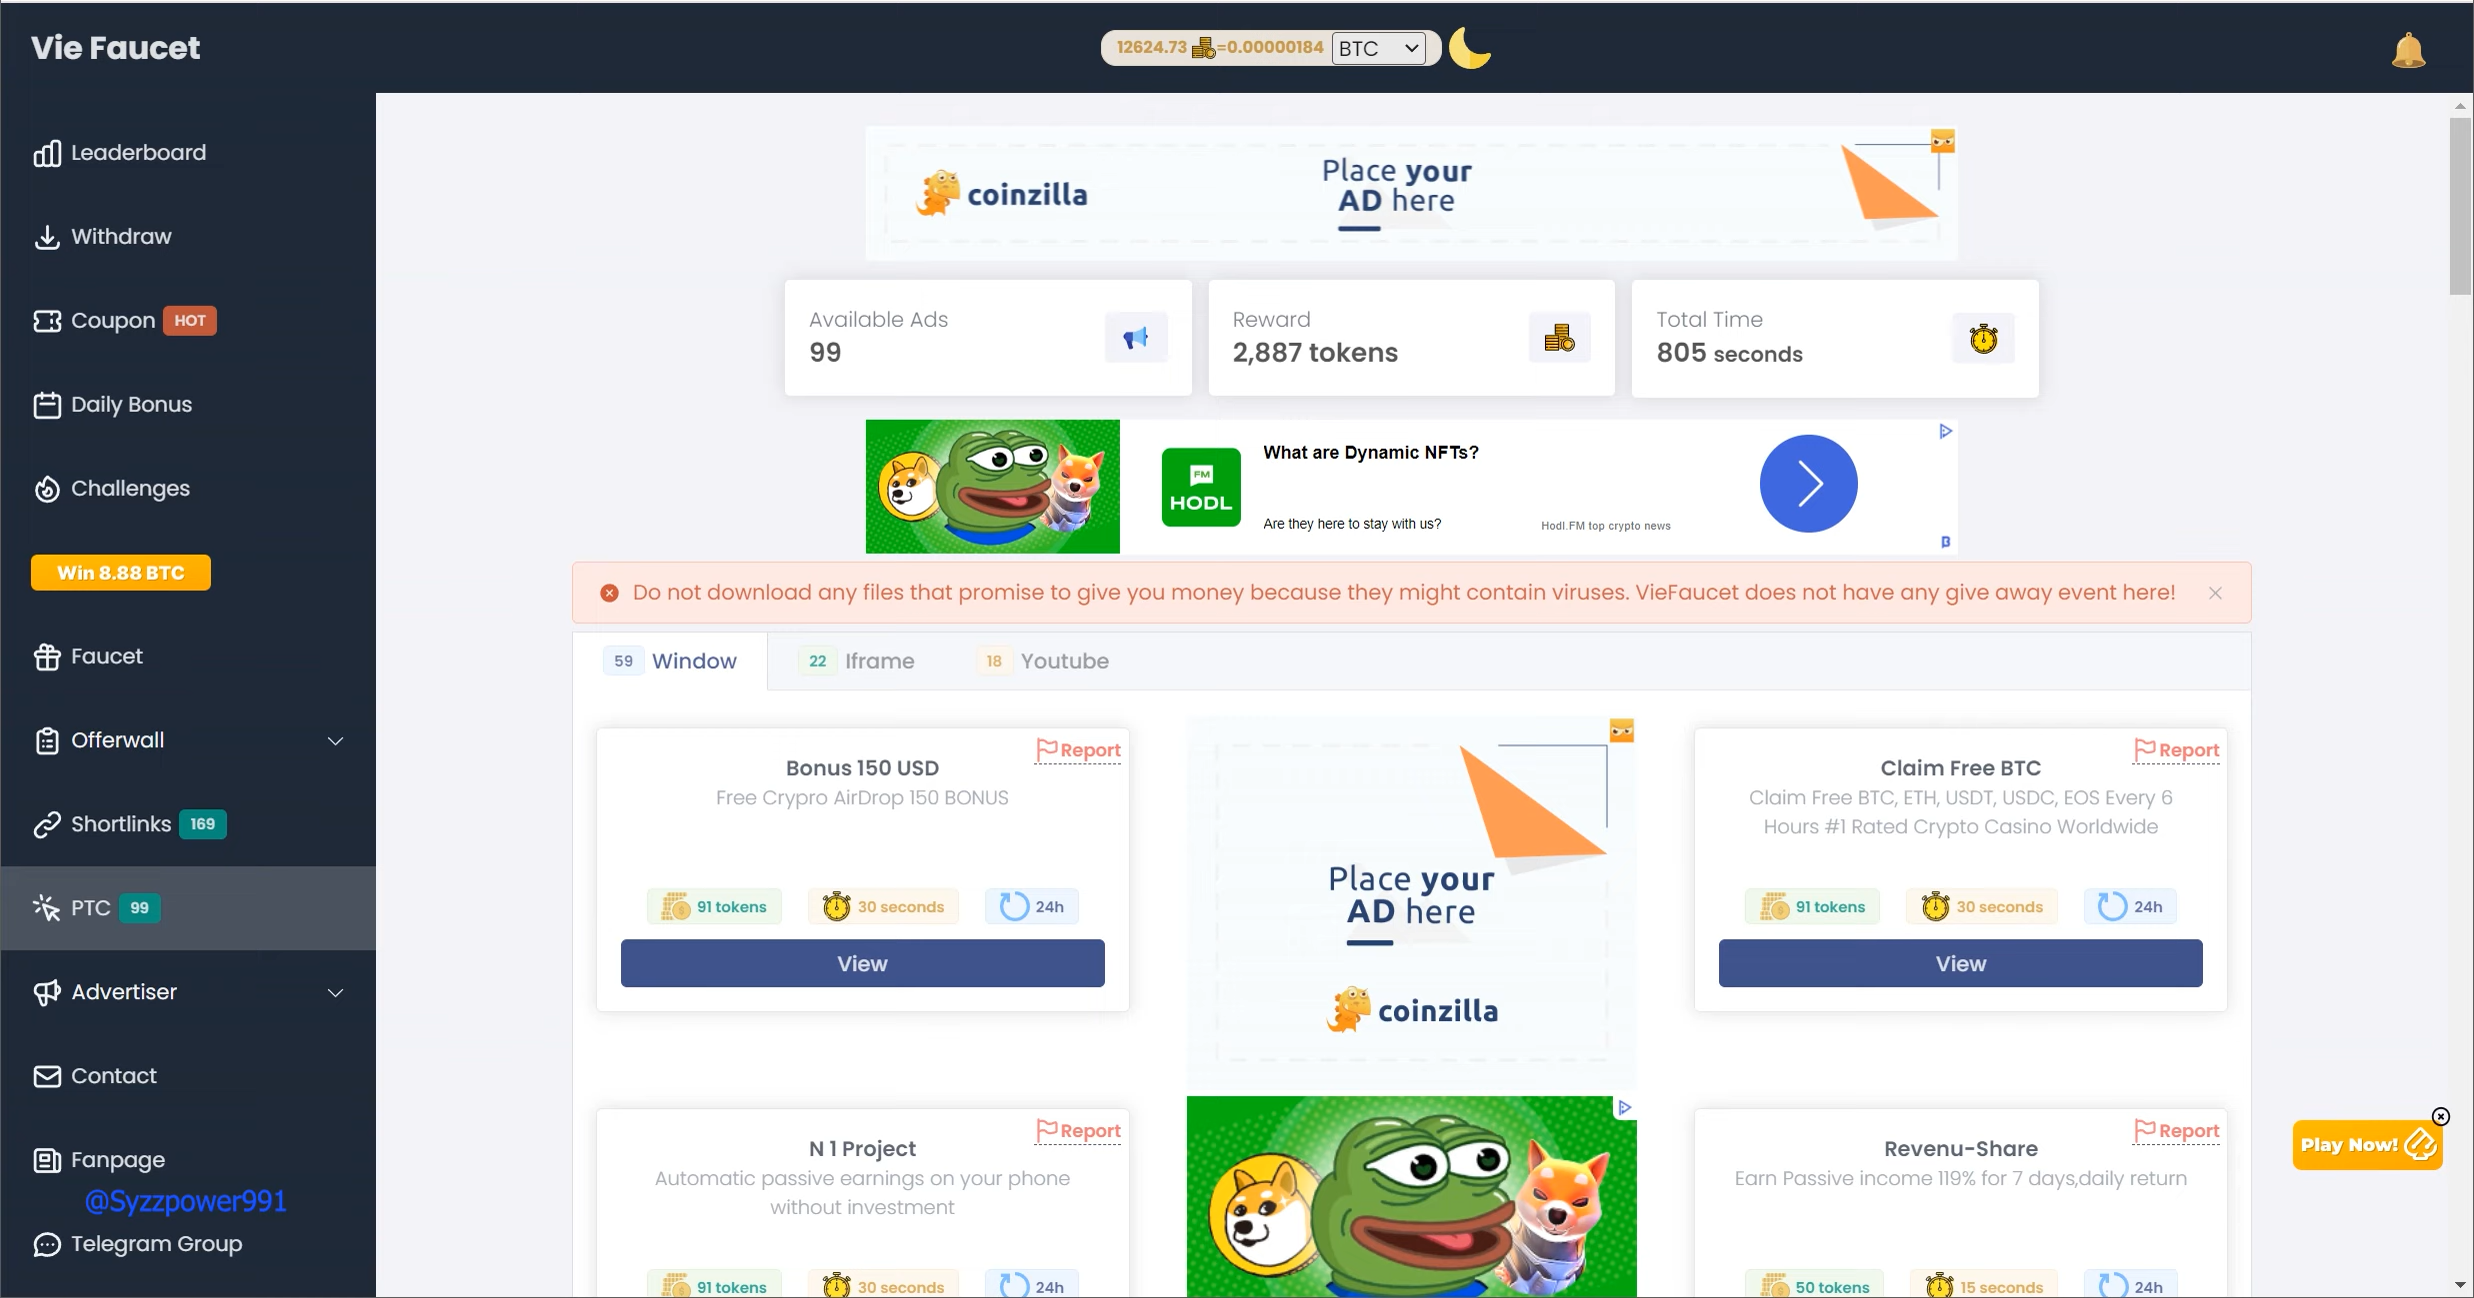 Vie Faucet
12624.73 =0.00000184 BTC
Leaderboard
Withdraw
Coupon HOT
Daily Bonus
Challenges
Win 8.88 BTC
Faucet
Offerwall
Shortlinks 169
PTC 99
Advertiser
Contact
Fanpage
@Syzzpower991
Telegram Group
coinzilla
Place your
AD here
Available Ads
99
Reward
2,887 tokens
Total Time
805 seconds
FM
HODL
What are Dynamic NFTs?
Are they here to stay with us?
Hodl.FM top crypto news
Do not download any files that promise to give you money because they might contain viruses. VieFaucet does not have any give away event here!
59 Window
22 Iframe
18 Youtube
Report
Bonus 150 USD
Free Crypro AirDrop 150 BONUS
91 tokens
30 seconds
24h
View
Place your
AD here
coinzilla
Report
Claim Free BTC
Claim Free BTC, ETH, USDT, USDC, EOS Every 6
Hours #1 Rated Crypto Casino Worldwide
91 tokens
30 seconds
24h
View
Report
N 1 Project
Automatic passive earnings on your phone
without investment
91 tokens
30 seconds
24h
Report
Revenu-Share
Earn Passive income 119% for 7 days,daily return
50 tokens
15 seconds
24h
Play Now!